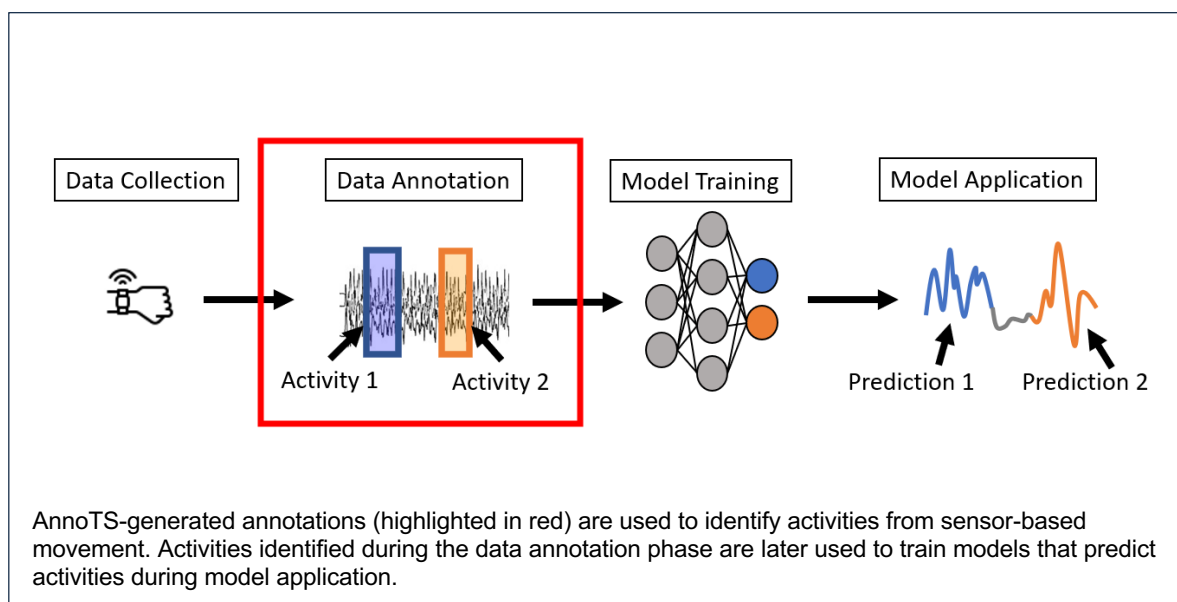 Data Collection
Data Annotation
Model Training
Model Application
Activity 1
Activity 2
Prediction 1
Prediction 2
AnnoTS-generated annotations (highlighted in red) are used to identify activities from sensor-based
movement. Activities identified during the data annotation phase are later used to train models that predict
activities during model application.